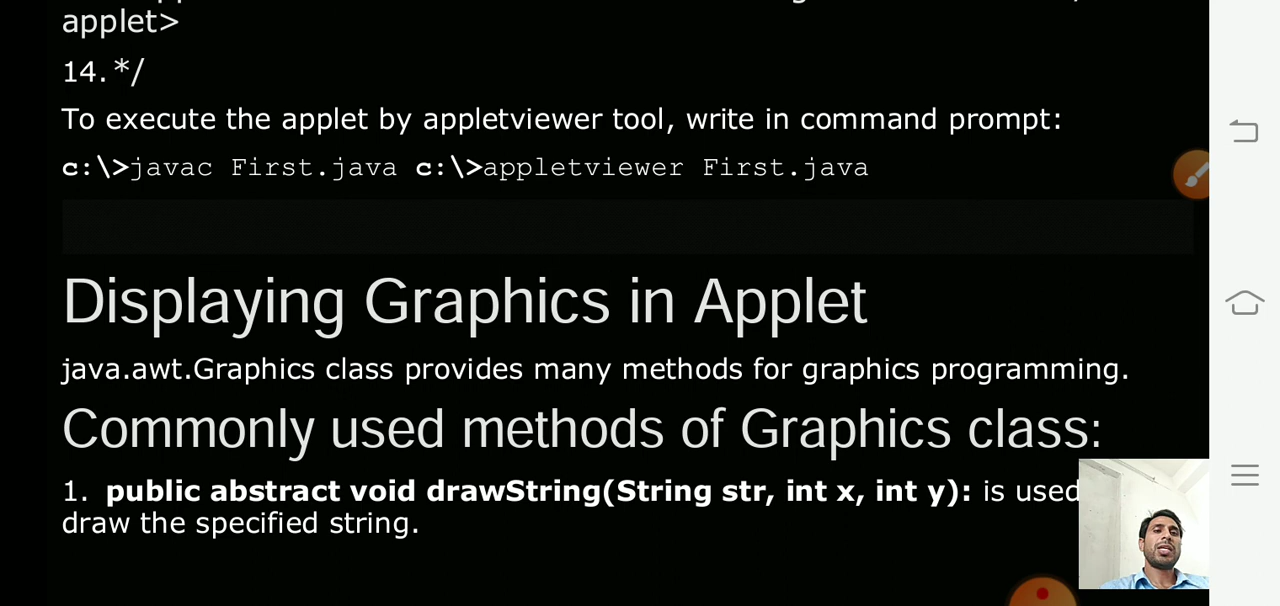 applet>
14. */
To execute the applet by appletviewer tool, write in command prompt:
c:\>javac First.java c:\>appletviewer First.java
Displaying Graphics in Applet
java.awt.Graphics class provides many methods for graphics programming.
Commonly used methods of Graphics class:
1. public abstract void drawString(String str, int x, int y): is used
draw the specified string.